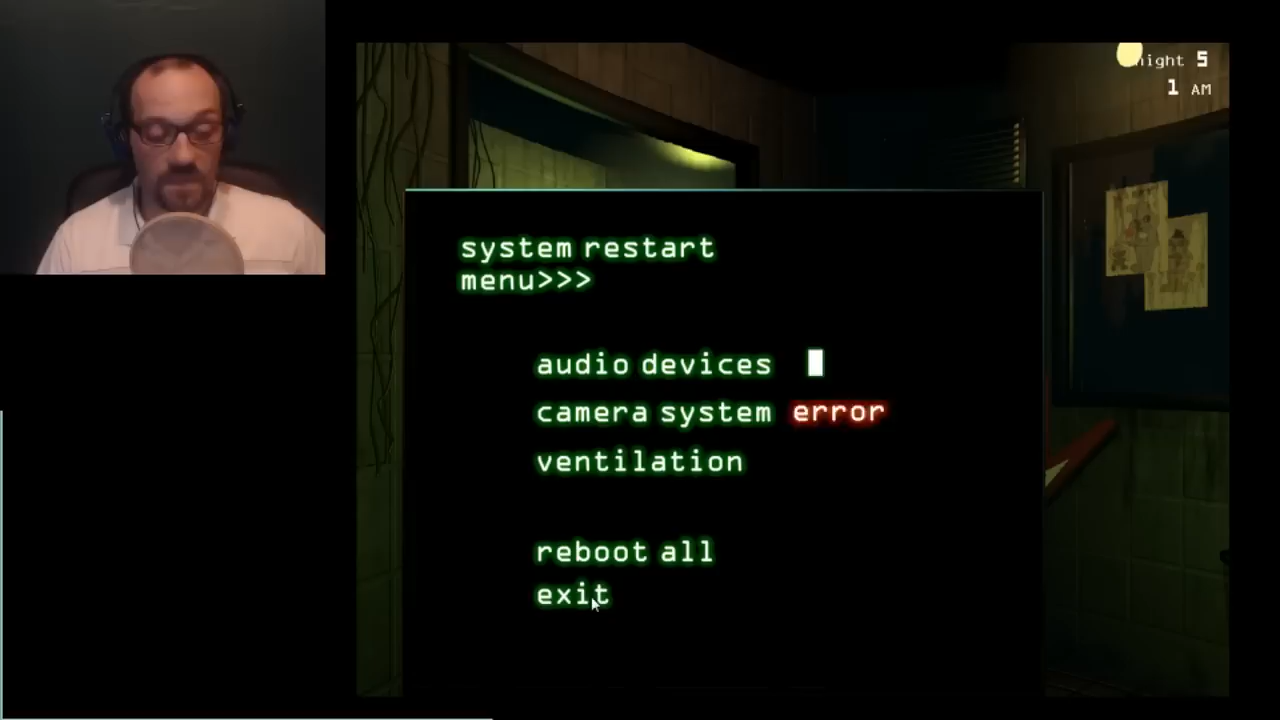 night 5
1 AM
system restart
menu>>>
audio devices
camera system error
ventilation
reboot all
exit